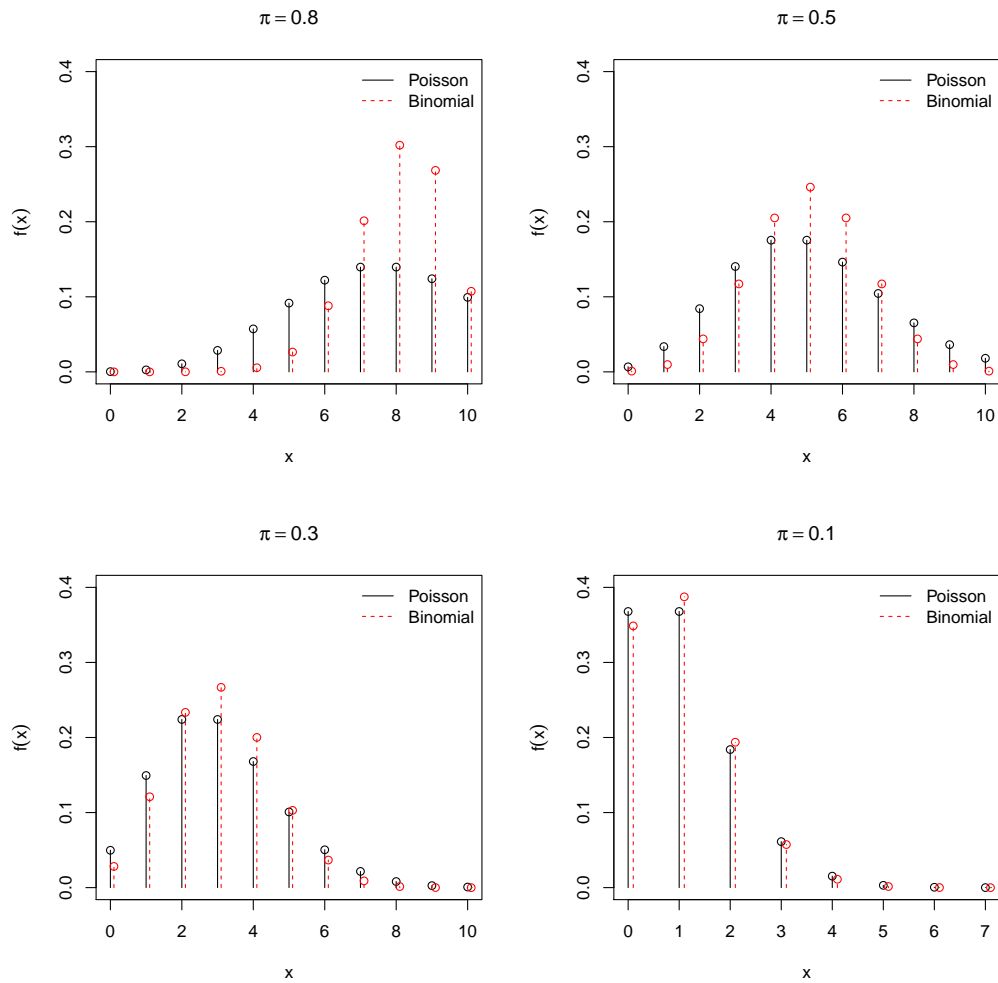 π = 0.8
0.4
0.3
0.2
0.1
0.0
f(x)
Poisson
Binomial
0 2 4 6 8 10
x
π = 0.5
0.4
0.3
0.2
0.1
0.0
f(x)
Poisson
Binomial
0 2 4 6 8 10
x
π = 0.3
0.4
0.3
0.2
0.1
0.0
f(x)
Poisson
Binomial
0 2 4 6 8 10
x
π = 0.1
0.4
0.3
0.2
0.1
0.0
f(x)
Poisson
Binomial
0 1 2 3 4 5 6 7
x